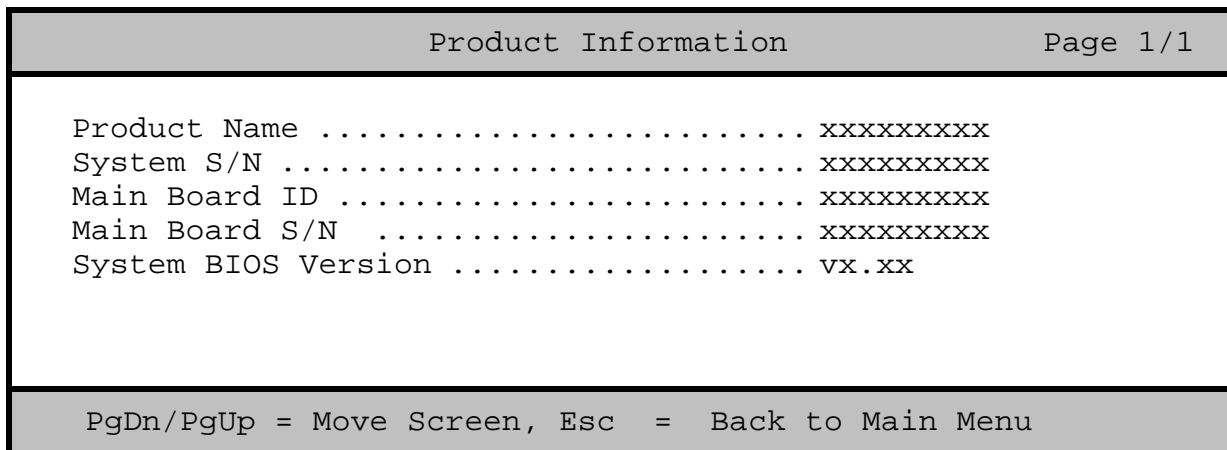 Product Information Page 1/1
Product Name .......................... xxxxxxxxx
System S/N ............................ xxxxxxxxx
Main Board ID ......................... xxxxxxxxx
Main Board S/N ....................... xxxxxxxxx
System BIOS Version ................... vx.xx
PgDn/PgUp = Move Screen, Esc = Back to Main Menu